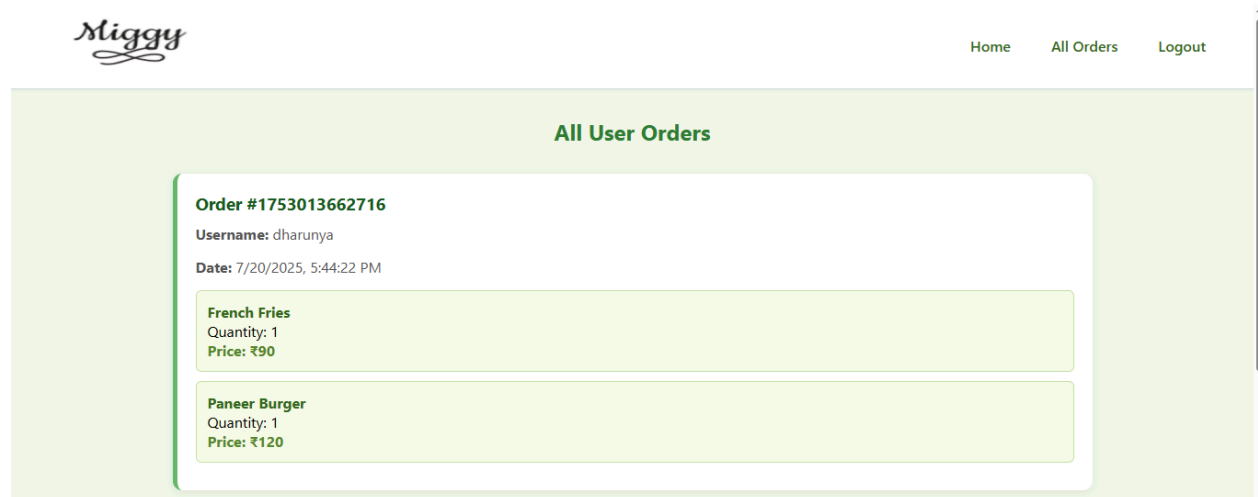 Miggy
Home All Orders Logout
All User Orders
Order #1753013662716
Username: dharunya
Date: 7/20/2025, 5:44:22 PM
French Fries
Quantity: 1
Price: ₹90
Paneer Burger
Quantity: 1
Price: ₹120